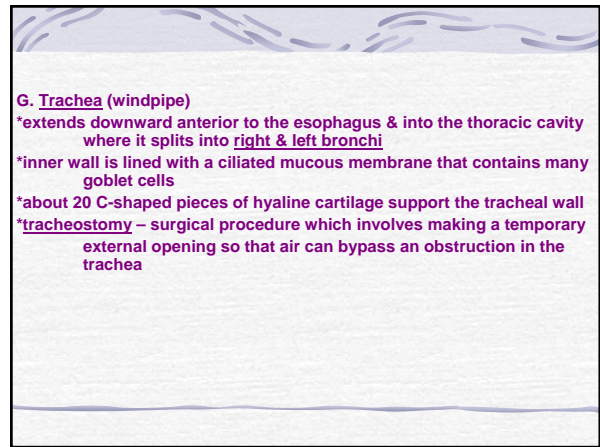 G. Trachea (windpipe)
*extends downward anterior to the esophagus & into the thoracic cavity
where it splits into right & left bronchi
*inner wall is lined with a ciliated mucous membrane that contains many
goblet cells
*about 20 C-shaped pieces of hyaline cartilage support the tracheal wall
*tracheostomy – surgical procedure which involves making a temporary
external opening so that air can bypass an obstruction in the
trachea